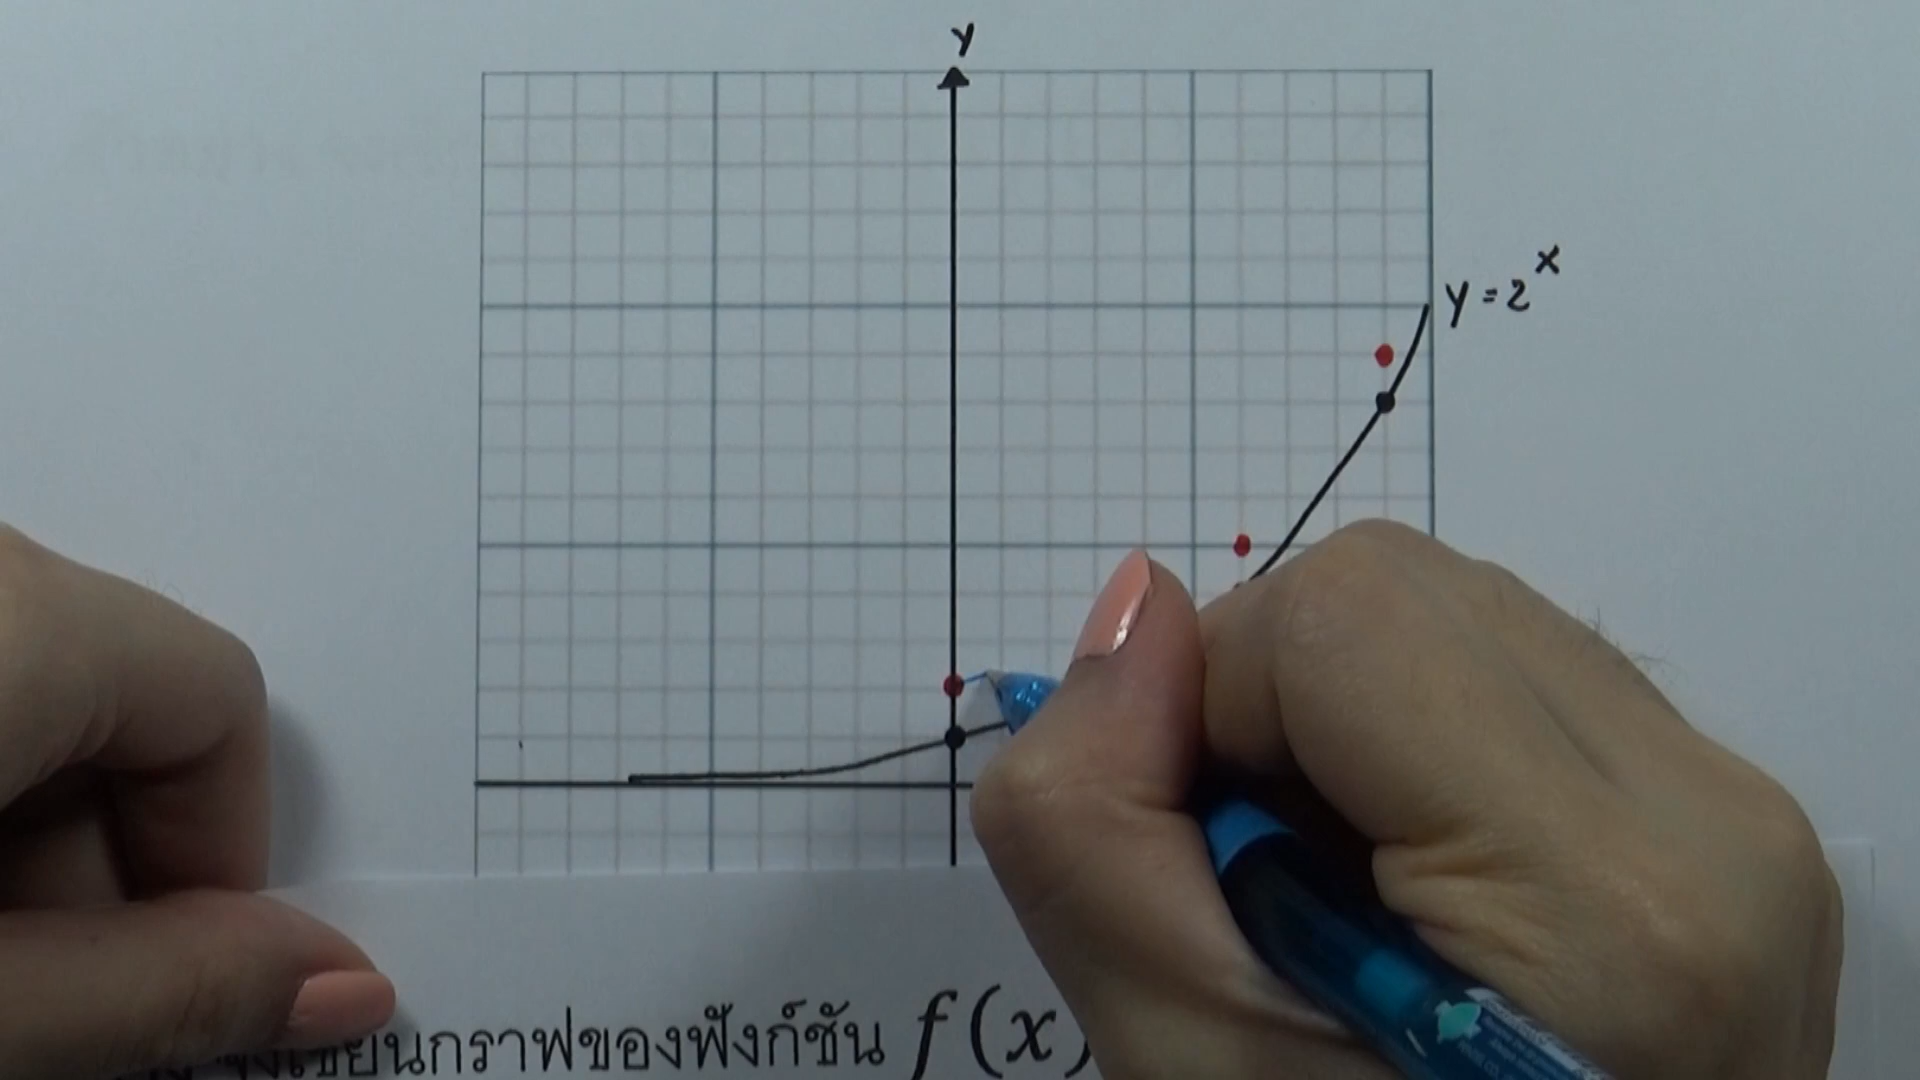 y
y = 2^x
จงเขียนกราฟของฟังก์ชัน f(x)